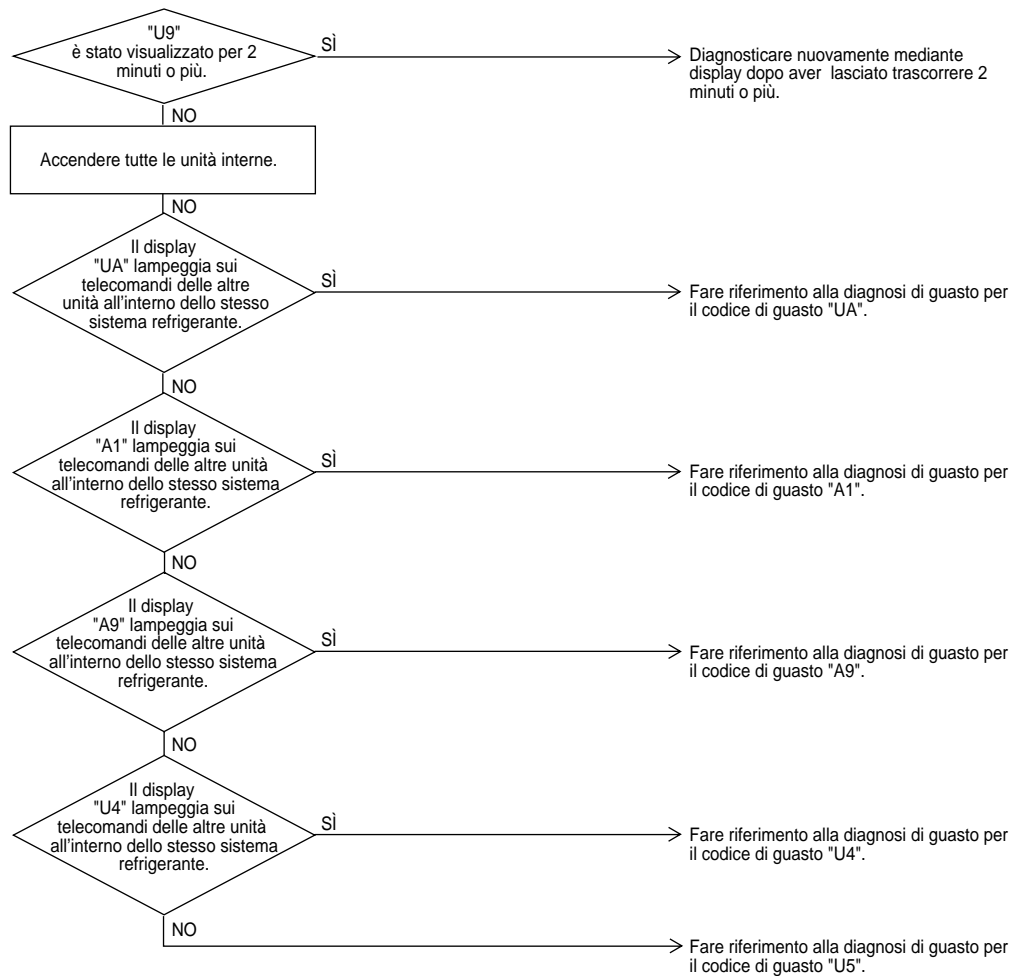 "U9"
è stato visualizzato per 2
minuti o più.
SÌ
Diagnosticare nuovamente mediante
display dopo aver lasciato trascorrere 2
minuti o più.
NO
Accendere tutte le unità interne.
NO
Il display
"UA" lampeggia sui
telecomandi delle altre
unità all'interno dello stesso
sistema refrigerante.
SÌ
Fare riferimento alla diagnosi di guasto per
il codice di guasto "UA".
NO
Il display
"A1" lampeggia sui
telecomandi delle altre unità
all'interno dello stesso sistema
refrigerante.
SÌ
Fare riferimento alla diagnosi di guasto per
il codice di guasto "A1".
NO
Il display
"A9" lampeggia sui
telecomandi delle altre unità
all'interno dello stesso sistema
refrigerante.
SÌ
Fare riferimento alla diagnosi di guasto per
il codice di guasto "A9".
NO
Il display
"U4" lampeggia sui
telecomandi delle altre unità
all'interno dello stesso sistema
refrigerante.
SÌ
Fare riferimento alla diagnosi di guasto per
il codice di guasto "U4".
NO
Fare riferimento alla diagnosi di guasto per
il codice di guasto "U5".